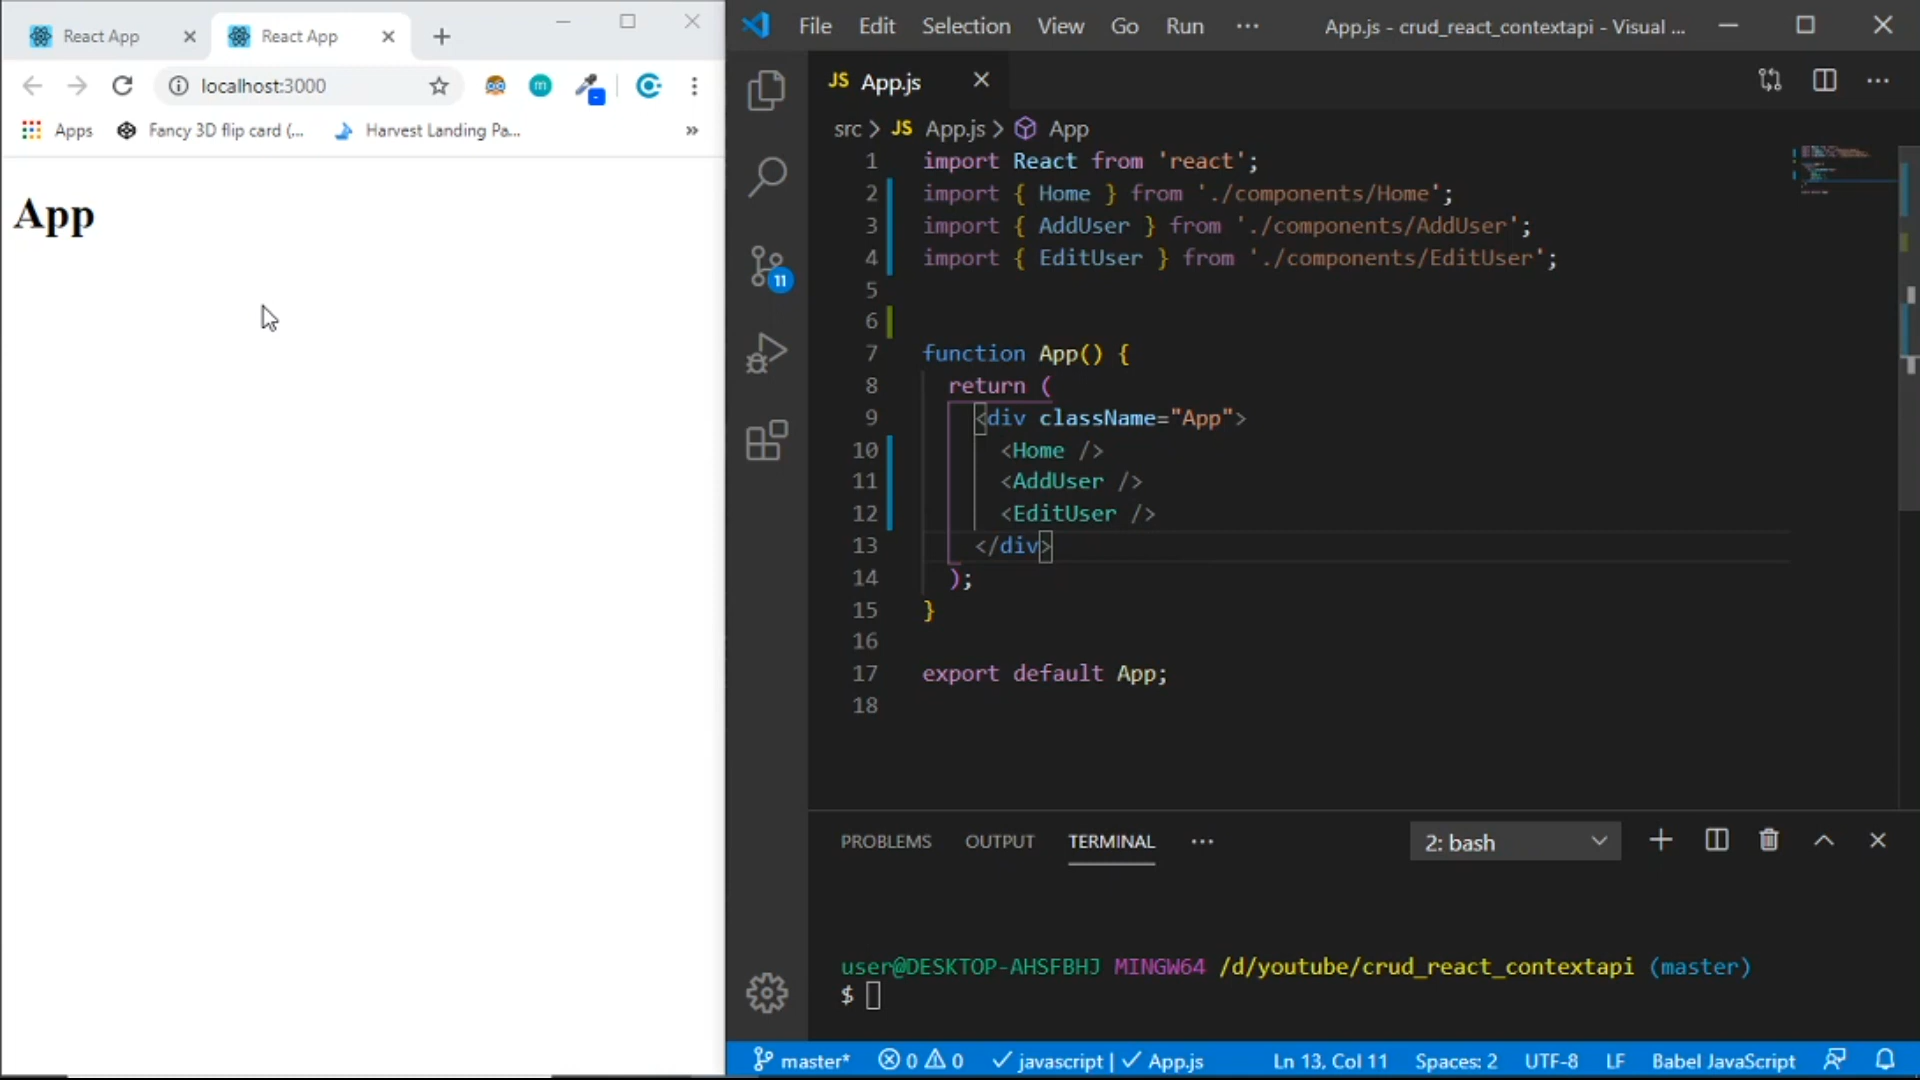 React App
React App
localhost:3000
Apps
Fancy 3D flip card (...
Harvest Landing Pa...
»
App
File Edit Selection View Go Run ···
App.js - crud_react_contextapi - Visual ...
JS App.js
src > JS App.js > App
1 import React from 'react';
2 import { Home } from './components/Home';
3 import { AddUser } from './components/AddUser';
4 import { EditUser } from './components/EditUser';
5
6
7 function App() {
8 return (
9 <div className="App">
10 <Home />
11 <AddUser />
12 <EditUser />
13 </div>
14 );
15 }
16
17 export default App;
18
11
PROBLEMS OUTPUT TERMINAL ··· 2: bash
user@DESKTOP-AHSFBHJ MINGW64 /d/youtube/crud_react_contextapi (master)
$
master* 0 0 javascript | App.js Ln 13, Col 11 Spaces: 2 UTF-8 LF Babel JavaScript